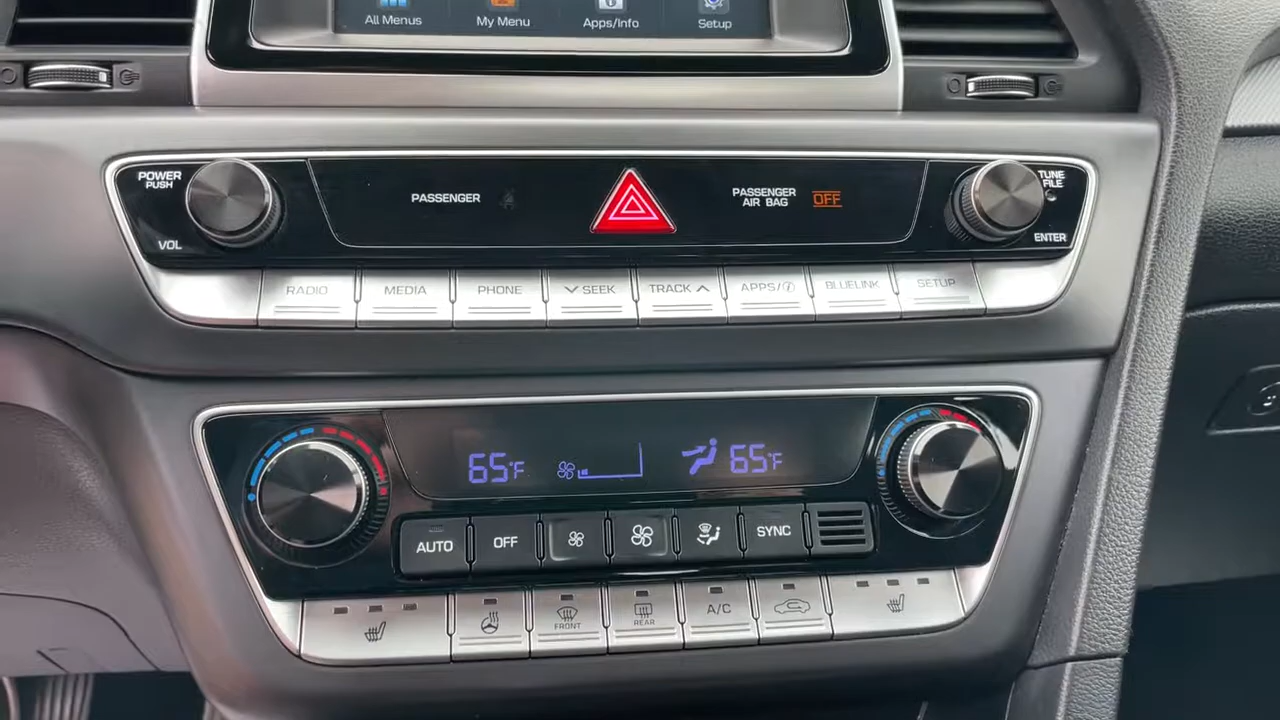 All Menus
My Menu
Apps/Info
Setup
POWER
PUSH
VOL
PASSENGER
PASSENGER
AIR BAG
OFF
TUNE
FILE
ENTER
RADIO
MEDIA
PHONE
SEEK
TRACK
APPS/i
BLUELINK
SETUP
65°F
65°F
AUTO
OFF
SYNC
FRONT
REAR
A/C